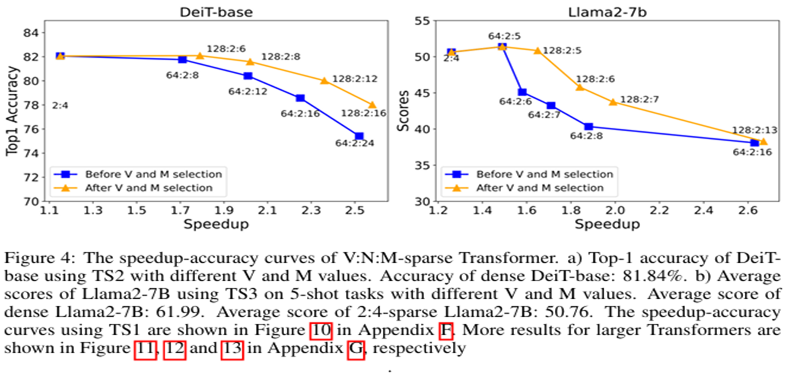 DeiT-base
Llama2-7b
Top1 Accuracy
84
82
80
78
76
74
72
70
2:4
128:2:6
128:2:8
128:2:12
128:2:16
64:2:8
64:2:12
64:2:16
64:2:24
Before V and M selection
After V and M selection
1.1 1.3 1.5 1.7 1.9 2.1 2.3 2.5
Speedup
Scores
55
50
45
40
35
30
2:4
64:2:5
128:2:5
128:2:6
128:2:7
128:2:13
64:2:6
64:2:7
64:2:8
64:2:16
Before V and M selection
After V and M selection
1.2 1.4 1.6 1.8 2.0 2.2 2.4 2.6
Speedup
Figure 4: The speedup-accuracy curves of V:N:M-sparse Transformer. a) Top-1 accuracy of DeiT-
base using TS2 with different V and M values. Accuracy of dense DeiT-base: 81.84%. b) Average
scores of Llama2-7B using TS3 on 5-shot tasks with different V and M values. Average score of
dense Llama2-7B: 61.99. Average score of 2:4-sparse Llama2-7B: 50.76. The speedup-accuracy
curves using TS1 are shown in Figure 10 in Appendix F. More results for larger Transformers are
shown in Figure 11, 12 and 13 in Appendix G, respectively